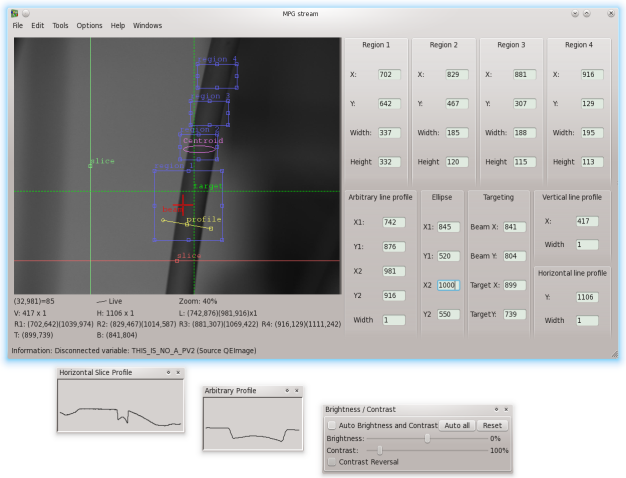 MPG stream
File Edit Tools Options Help Windows
region 4
region 3
region 2
Centroid
region 1
slice
target
profile
slice
Region 1 Region 2 Region 3 Region 4
X: 702 X: 829 X: 881 X: 916
Y: 642 Y: 467 Y: 307 Y: 129
Width: 337 Width: 185 Width: 188 Width: 195
Height 332 Height 120 Height 115 Height 113
Arbitrary line profile Ellipse Targeting Vertical line profile
X1: 742 X1: 845 Beam X: 841 X: 417
Y1: 876 Y1: 520 Beam Y: 804 Width 1
Horizontal line profile
X2 981 X2 1000 Target X: 899 Y: 1106
Y2 916 Y2 550 Target Y: 739 Width 1
Width 1
(32,981)=85 Live Zoom: 40%
V: 417 x 1 H: 1106 x 1 L: (742,876)(981,916)x1
R1: (702,642)(1039,974) R2: (829,467)(1014,587) R3: (881,307)(1069,422) R4: (916,129)(1111,242)
T: (899,739) B: (841,804)
Information: Disconnected variable: THIS_IS_NO_A_PV2 (Source QEImage)
Horizontal Slice Profile
Arbitrary Profile
Brightness / Contrast
Auto Brightness and Contrast Auto all Reset
Brightness: 0%
Contrast: 100%
Contrast Reversal